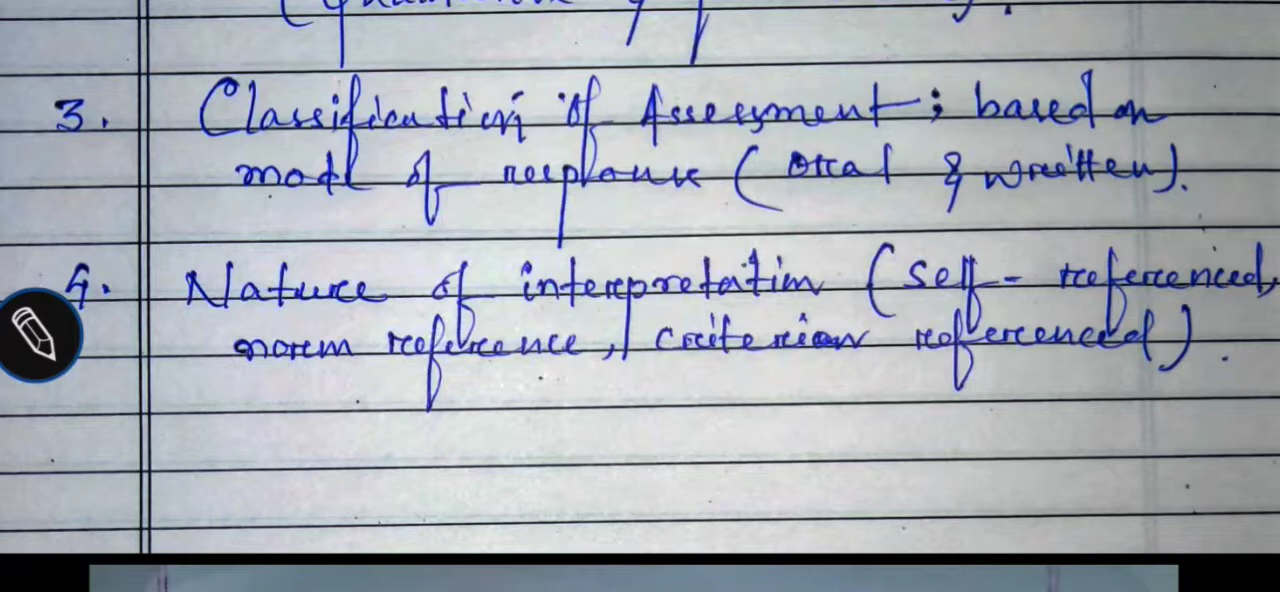 3. Classification of Assessment; based on
mode of response (oral & written).
4. Nature of interpretation (self-referenced,
norm reference, criterion referenced).